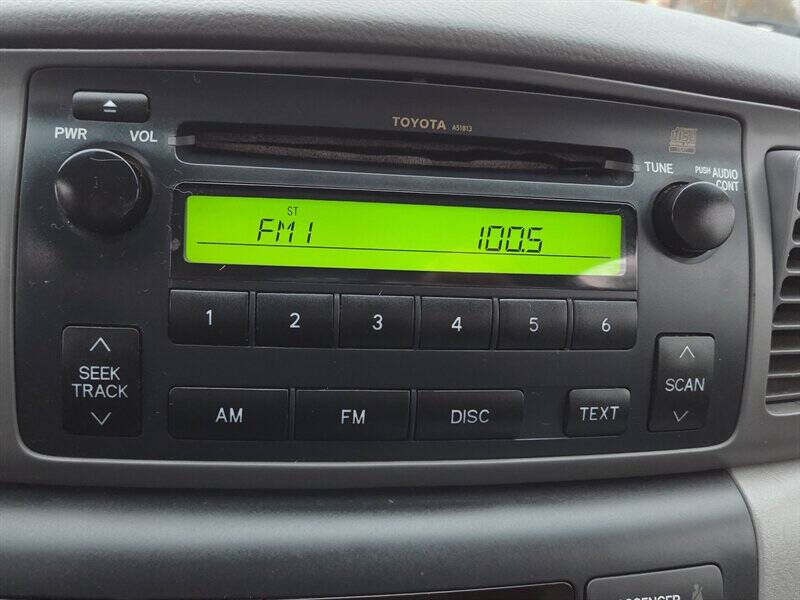 TOYOTA A51813
PWR VOL
TUNE PUSH AUDIO
CONT
ST
FM1 100.5
1 2 3 4 5 6
SEEK
TRACK
SCAN
AM FM DISC TEXT
PASSENGER